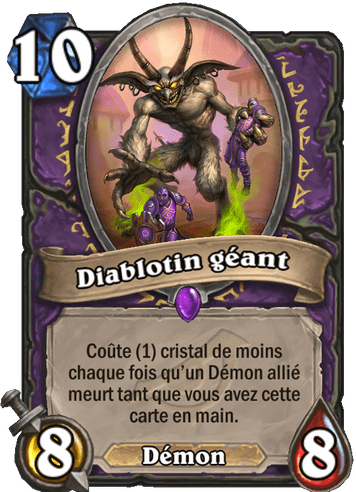 10
Diablotin géant
Coûte (1) cristal de moins
chaque fois qu'un Démon allié
meurt tant que vous avez cette
carte en main.
8
Démon
8